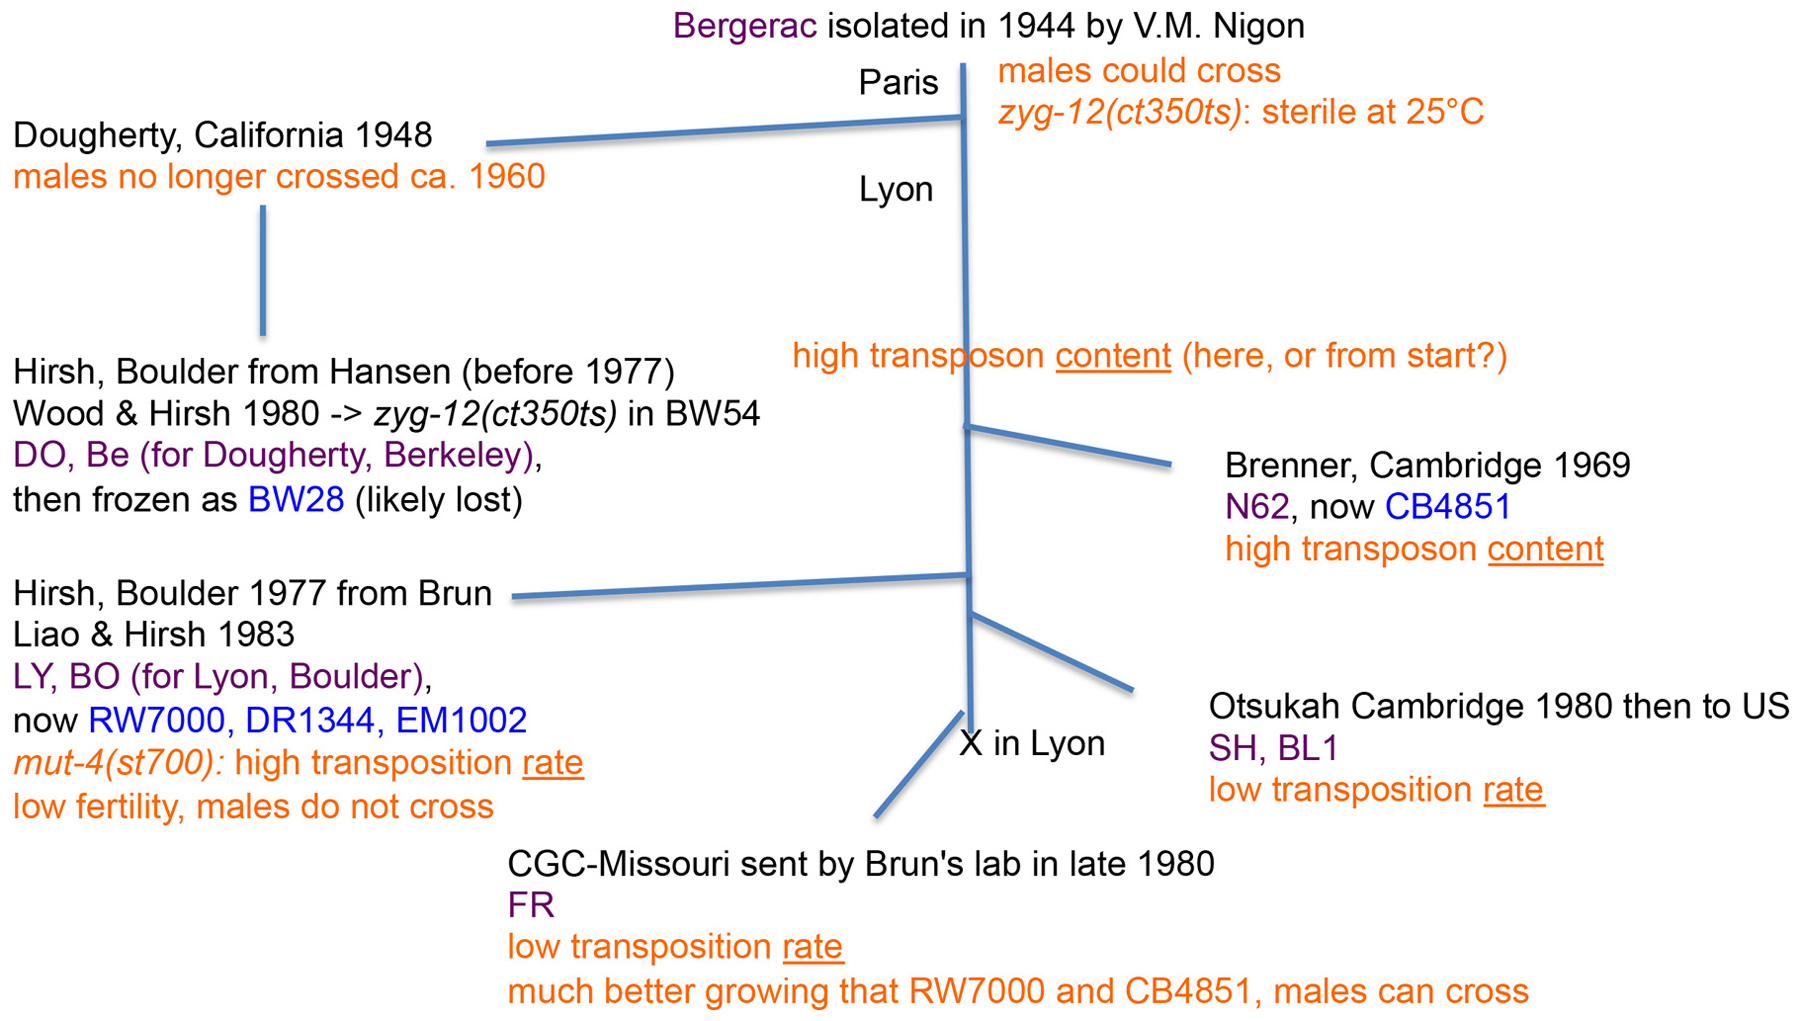 Bergerac isolated in 1944 by V.M. Nigon
Paris
males could cross
zyg-12(ct350ts): sterile at 25°C
Dougherty, California 1948
males no longer crossed ca. 1960
Lyon
high transposon content (here, or from start?)
Hirsh, Boulder from Hansen (before 1977)
Wood & Hirsh 1980 -> zyg-12(ct350ts) in BW54
DO, Be (for Dougherty, Berkeley),
then frozen as BW28 (likely lost)
Brenner, Cambridge 1969
N62, now CB4851
high transposon content
Hirsh, Boulder 1977 from Brun
Liao & Hirsh 1983
LY, BO (for Lyon, Boulder),
now RW7000, DR1344, EM1002
mut-4(st700): high transposition rate
low fertility, males do not cross
Otsukah Cambridge 1980 then to US
SH, BL1
low transposition rate
X in Lyon
CGC-Missouri sent by Brun's lab in late 1980
FR
low transposition rate
much better growing that RW7000 and CB4851, males can cross